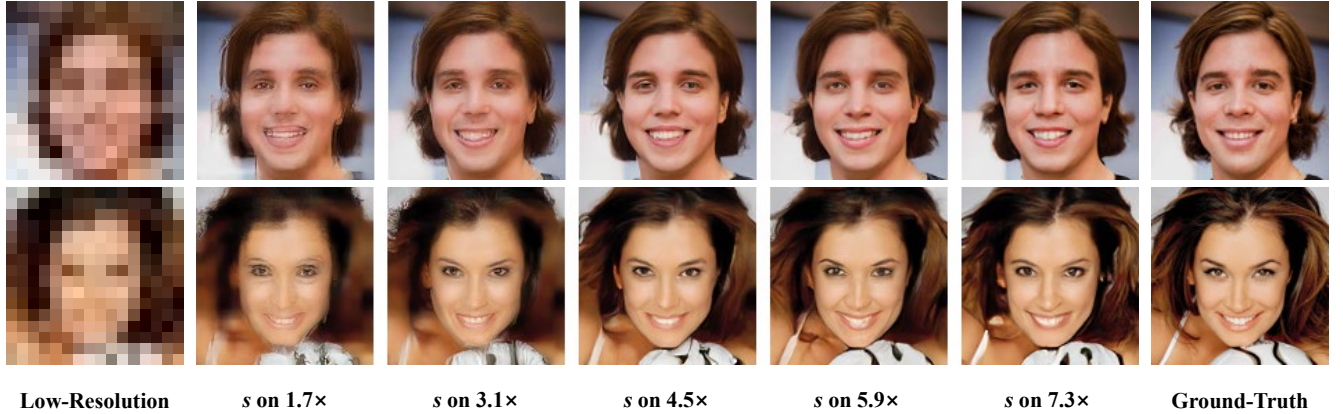 Low-Resolution s on 1.7× s on 3.1× s on 4.5× s on 5.9× s on 7.3× Ground-Truth